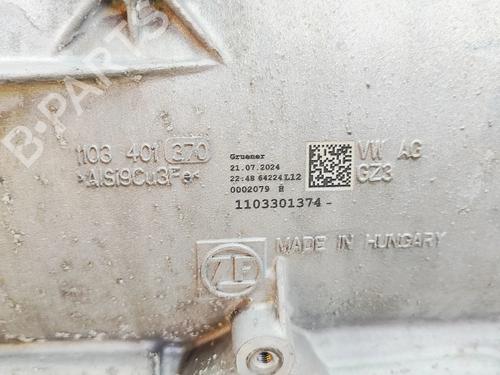 B-PARTS
1103 401 370
>AlSi9Cu3Fe<
Gruener
21.07.2024
22:48 64224L12
0002079 B
1103301374-
VW AG
GZ3
ZF
MADE IN HUNGARY